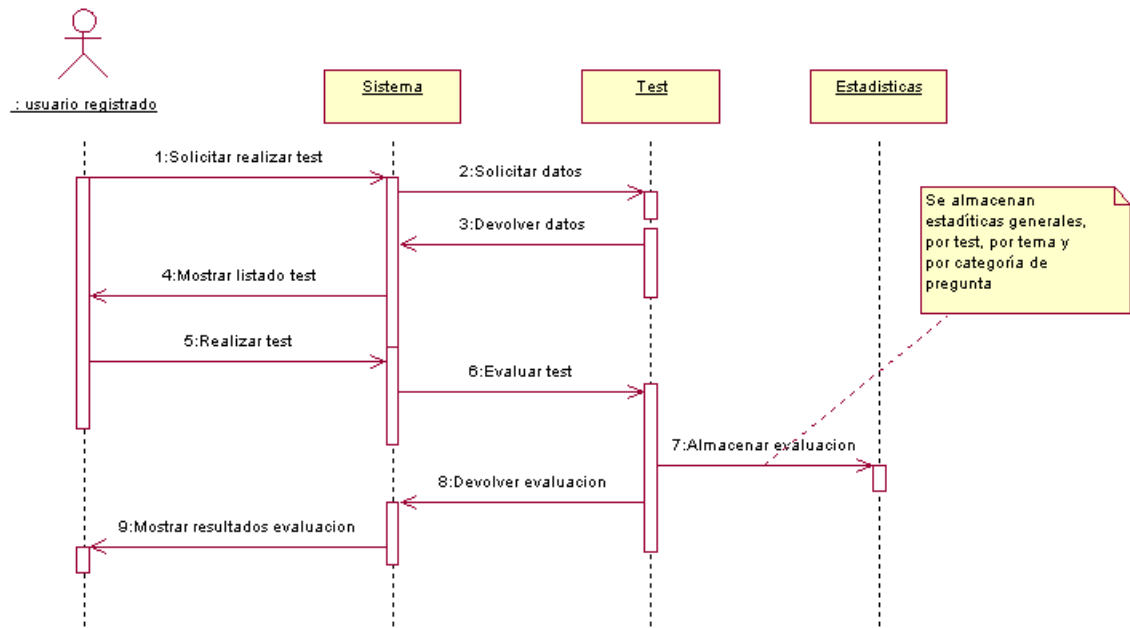 _: usuario registrado
Sistema
Test
Estadisticas
1:Solicitar realizar test
2:Solicitar datos
3:Devolver datos
4:Mostrar listado test
5:Realizar test
6:Evaluar test
7:Almacenar evaluacion
8:Devolver evaluacion
9:Mostrar resultados evaluacion
Se almacenan
estadíticas generales,
por test, por tema y
por categoría de
pregunta